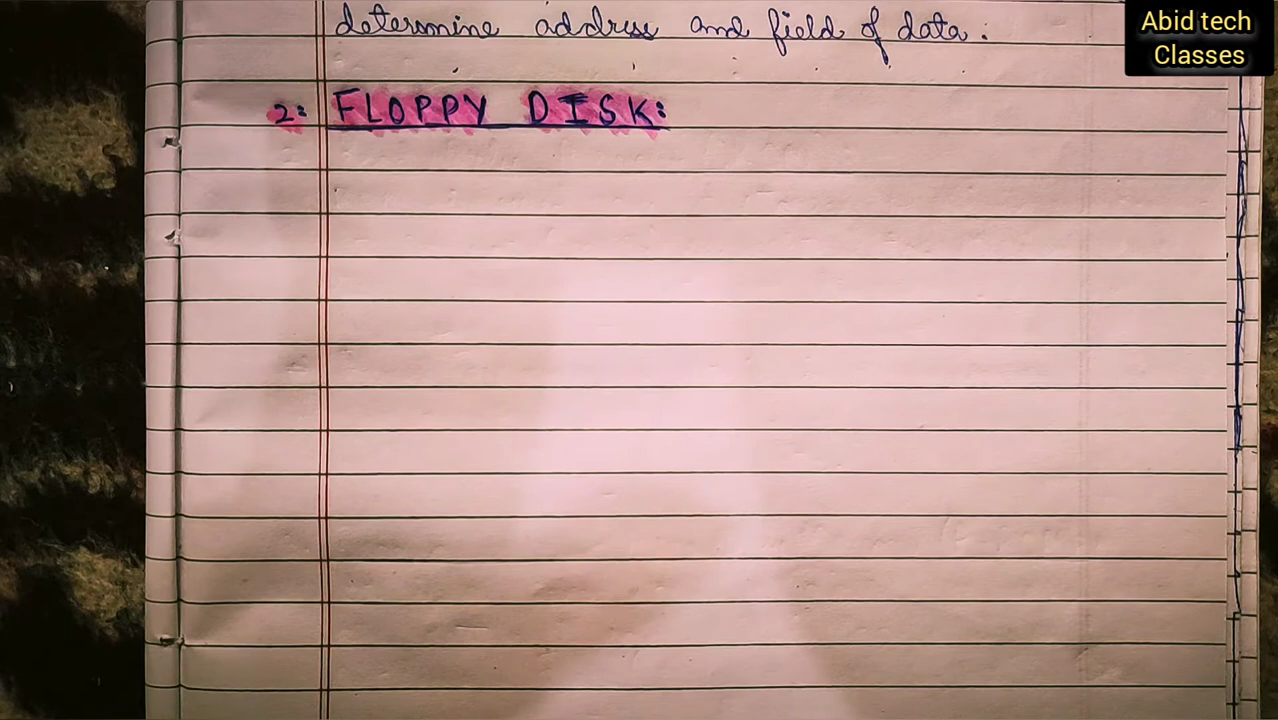 determine address and field of data.
2: FLOPPY DISK:
Abid tech
Classes